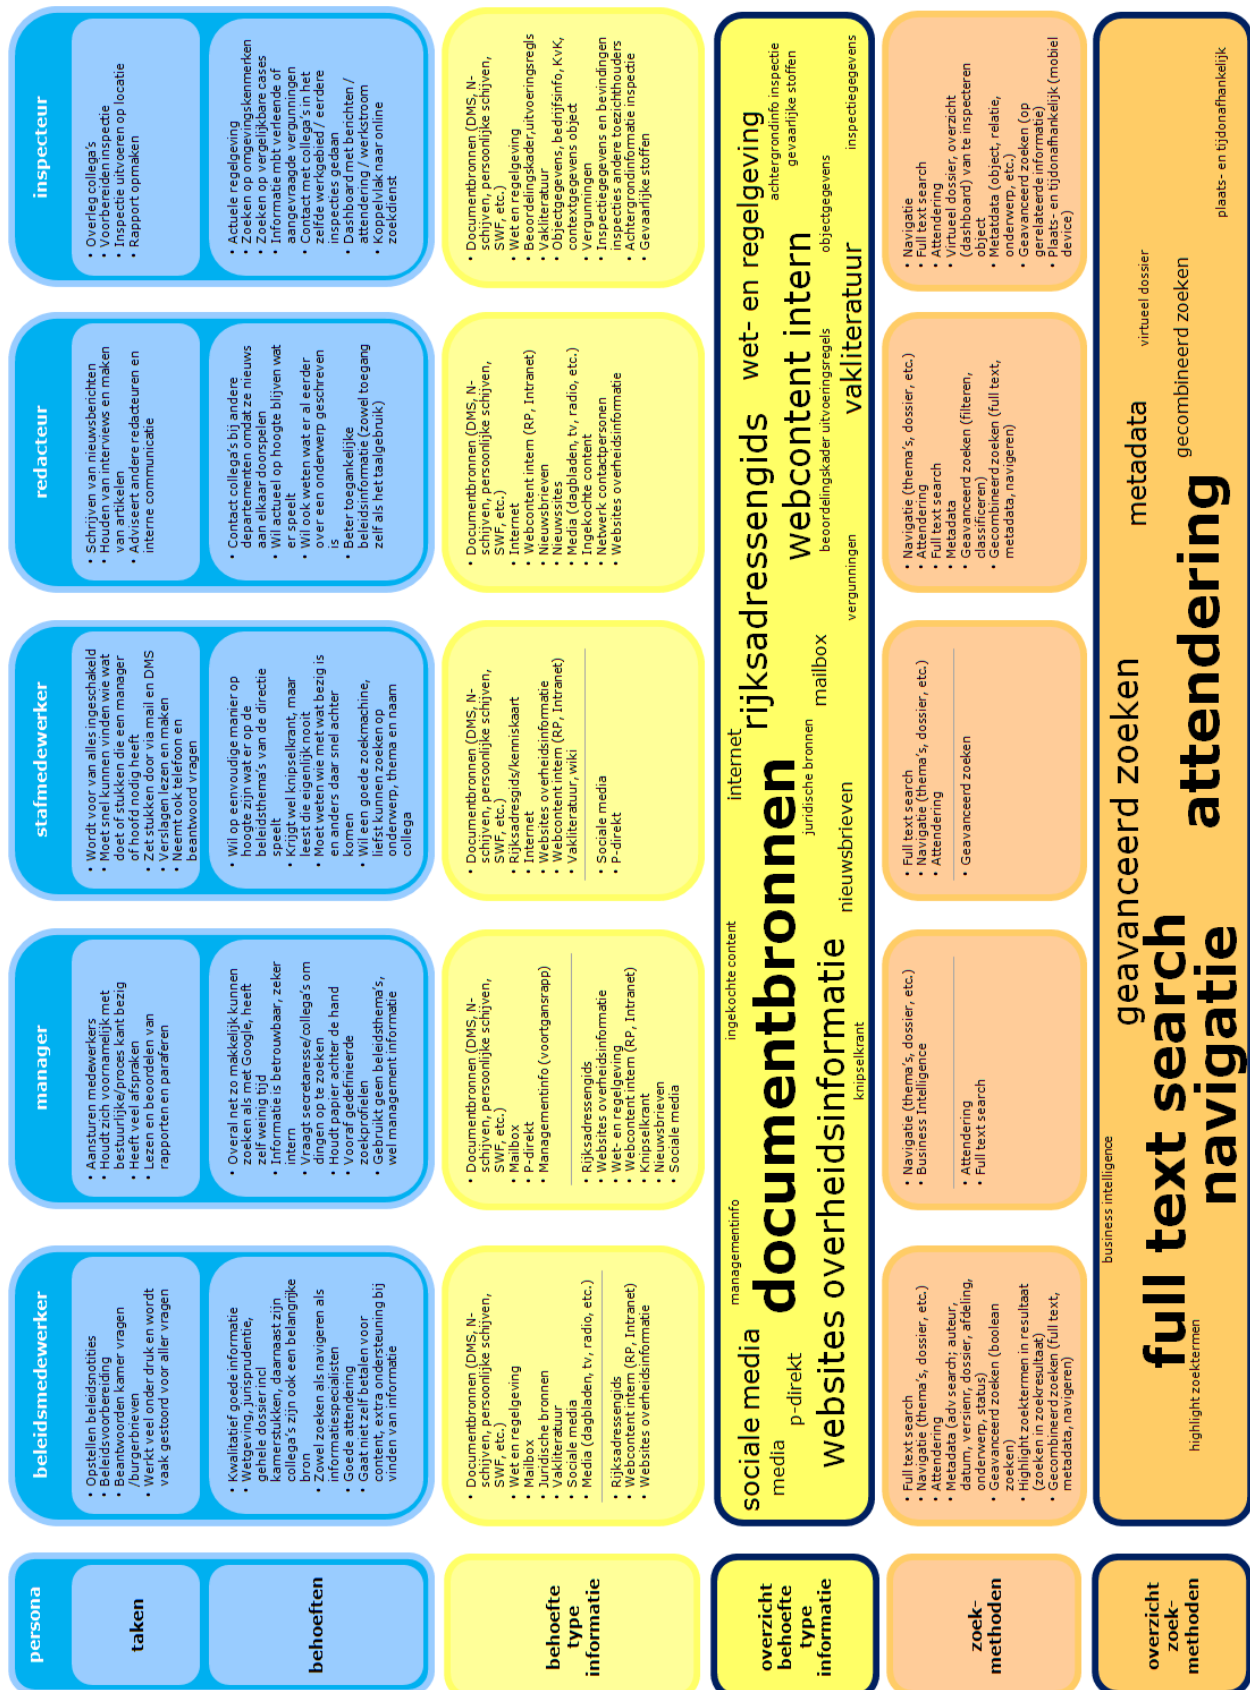 persona
beleidsmedewerker
manager
stafmedewerker
redacteur
inspecteur
taken
• Opstellen beleidsnotities
• Beleidsvoorbereiding
• Beantwoorden kamer vragen
/burgerbrieven
• Werkt veel onder druk en wordt
vaak gestoord voor aller vragen
• Aansturen medewerkers
• Houdt zich voornamelijk met
bestuurlijke/proces kant bezig
• Heeft veel afspraken
• Lezen en beoordelen van
rapporten en paraferen
• Wordt voor van alles ingeschakeld
• Moet snel kunnen vinden wie wat
doet of stukken die een manager
of hoofd nodig heeft
• Zet stukken door via mail en DMS
• Verslagen lezen en maken
• Neemt ook telefoon en
beantwoord vragen
• Schrijven van nieuwsberichten
• Houden van interviews en maken
van artikelen
• Adviseert andere redacteuren en
interne communicatie
• Overleg collega's
• Voorbereiden inspectie
• Inspectie uitvoeren op locatie
• Rapport opmaken
behoeften
• Kwalitatief goede informatie
• Wetgeving, jurisprudentie,
gehele dossier incl
kamerstukken, daarnaast zijn
collega's zijn ook een belangrijke
bron
• Zowel zoeken als navigeren als
informatiespecialisten
• Goede attendering
• Gaat niet zelf betalen voor
content, extra ondersteuning bij
vinden van informatie
• Overal net zo makkelijk kunnen
zoeken als met Google, heeft
zelf weinig tijd
• Informatie is betrouwbaar, zeker
intern
• Vraagt secretaresse/collega's om
dingen op te zoeken
• Houdt papier achter de hand
• Vooraf gedefinieerde
zoekprofielen
• Gebruikt geen beleidsthema's,
wel management informatie
• Wil op eenvoudige manier op
hoogte zijn wat er op de
beleidsthema's van de directie
speelt
• Krijgt wel knipselkrant, maar
leest die eigenlijk nooit
• Moet weten wie met wat bezig is
en anders daar snel achter
komen
• Wil een goede zoekmachine,
liefst kunnen zoeken op
onderwerp, thema en naam
collega
• Contact collega's bij andere
departementen omdat ze nieuws
aan elkaar doorspelen
• Wil actueel op hoogte blijven wat
er speelt
• Wil ook weten wat er al eerder
over een onderwerp geschreven
is
• Beter toegankelijke
beleidsinformatie (zowel toegang
zelf als het taalgebruik)
• Actuele regelgeving
• Zoeken op omgevingskenmerken
• Zoeken op vergelijkbare cases
• Informatie mbt verleende of
aangevraagde vergunningen
• Contact met collega's in het
zelfde werkgebied / eerdere
inspecties gedaan
• Dashboard met berichten /
attendering / werkstroom
• Koppelvlak naar online
zoekdienst
behoefte
type
informatie
• Documentbronnen (DMS, N-
schijven, persoonlijke schijven,
SWF, etc.)
• Wet en regelgeving
• Mailbox
• Juridische bronnen
• Vakliteratuur
• Sociale media
• Media (dagbladen, tv, radio, etc.)
• Rijksadressengids
• Webcontent intern (RP, Intranet)
• Websites overheidsinformatie
• Documentbronnen (DMS, N-
schijven, persoonlijke schijven,
SWF, etc.)
• Mailbox
• P-direkt
• Managementinfo (voortgansrapp)
• Rijksadressengids
• Websites overheidsinformatie
• Wet- en regelgeving
• Webcontent intern (RP, Intranet)
• Knipselkrant
• Nieuwsbrieven
• Sociale media
• Documentbronnen (DMS, N-
schijven, persoonlijke schijven,
SWF, etc.)
• Rijksadresgids/kenniskaart
• Internet
• Websites overheidsinformatie
• Webcontent intern (RP, Intranet)
• Vakliteratuur, wiki
• Sociale media
• P-direkt
• Documentbronnen (DMS, N-
schijven, persoonlijke schijven,
SWF, etc.)
• Internet
• Webcontent intern (RP, Intranet)
• Nieuwsbrieven
• Nieuwssites
• Media (dagbladen, tv, radio, etc.)
• Ingekochte content
• Netwerk contactpersonen
• Websites overheidsinformatie
• Documentbronnen (DMS, N-
schijven, persoonlijke schijven,
SWF, etc.)
• Wet en regelgeving
• Beoordelingskader,uitvoeringsregls
• Vakliteratuur
• Objectgegevens, bedrijfsinfo, KvK,
contextgegevens object
• Vergunningen
• Inspectiegegevens en bevindingen
inspecties andere toezichthouders
• Achtergrondinformatie inspectie
• Gevaarlijke stoffen
overzicht
behoefte
type
informatie
sociale media
managementinfo
ingekochte content
internet
rijksadressengids
wet- en regelgeving
media
documentbronnen
achtergrondinfo inspectie
gevaarlijke stoffen
p-direkt
webcontent intern
juridische bronnen
mailbox
beoordelingskader uitvoeringsregels
objectgegevens
websites overheidsinformatie
nieuwsbrieven
vakliteratuur
knipselkrant
vergunningen
inspectiegegevens
zoek-
methoden
• Full text search
• Navigatie (thema's, dossier, etc.)
• Attendering
• Metadata (adv search; auteur,
datum, versienr, dossier, afdeling,
onderwerp, status)
• Geavanceerd zoeken (boolean
zoeken)
• Highlight zoektermen in resultaat
(zoeken in zoekresultaat)
• Gecombineerd zoeken (full text,
metadata, navigeren)
• Navigatie (thema's, dossier, etc.)
• Business Intelligence
• Attendering
• Full text search
• Full text search
• Navigatie (thema's, dossier, etc.)
• Attendering
• Geavanceerd zoeken
• Navigatie (thema's, dossier, etc.)
• Attendering
• Full text search
• Metadata
• Geavanceerd zoeken (filteren,
classificeren)
• Gecombineerd zoeken (full text,
metadata, navigeren)
• Navigatie
• Full text search
• Attendering
• Virtueel dossier, overzicht
(dashboard) van te inspecteren
object
• Metadata (object, relatie,
onderwerp, etc.)
• Geavanceerd zoeken (op
gerelateerde informatie)
• Plaats- en tijdonafhankelijk (mobiel
device)
overzicht
zoek-
methoden
business intelligence
geavanceerd zoeken
metadata
virtueel dossier
full text search
gecombineerd zoeken
highlight zoektermen
navigatie
attendering
plaats- en tijdonafhankelijk